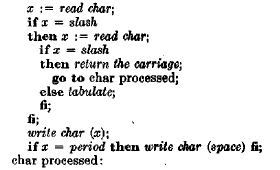 x := read char;
if x = slash
then x := read char;
if x = slash
then return the carriage;
go to char processed;
else tabulate;
fi;
fi;
write char (x);
if x = period then write char (space) fi;
char processed: